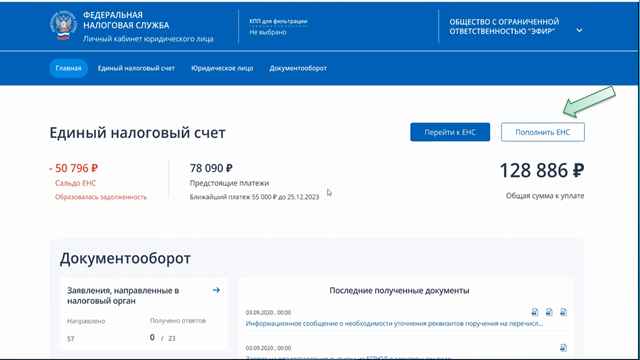 ФЕДЕРАЛЬНАЯ
НАЛОГОВАЯ СЛУЖБА
Личный кабинет юридического лица
КПП для фильтрации
Не выбрано
ОБЩЕСТВО С ОГРАНИЧЕННОЙ
ОТВЕТСТВЕННОСТЬЮ "ЭФИР"
Главная
Единый налоговый счет
Юридическое лицо
Документооборот
Единый налоговый счет
Перейти к ЕНС
Пополнить ЕНС
- 50 796 ₽
Сальдо ЕНС
Образовалась задолженность
78 090 ₽
Предстоящие платежи
Ближайший платеж 55 000 ₽ до 25.12.2023
128 886 ₽
Общая сумма к уплате
Документооборот
Заявления, направленные в
налоговый орган
Направлено
Получено ответов
57
0 / 23
Последние полученные документы
03.09.2020 , 00:00
Информационное сообщение о необходимости уточнения реквизитов поручения на перечисл...
03.09.2020 , 00:00